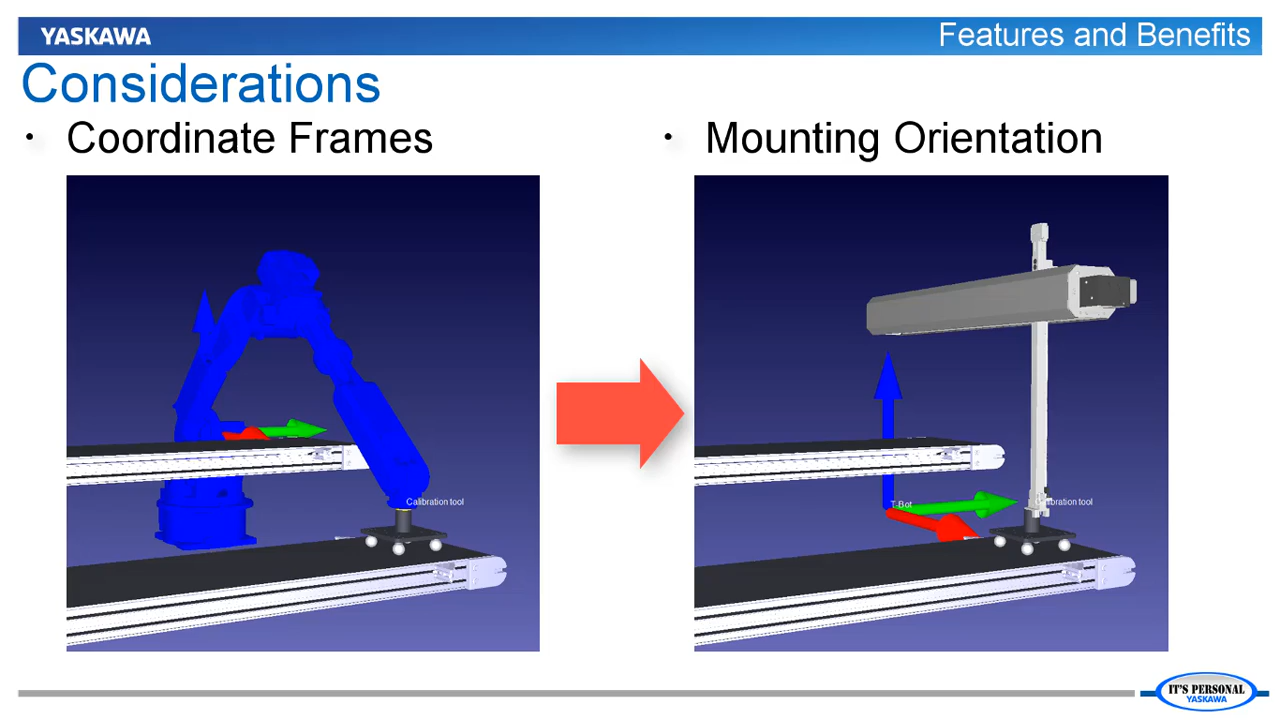 YASKAWA
Features and Benefits
Considerations
· Coordinate Frames
· Mounting Orientation
Calibration tool
T-Bot
IT'S PERSONAL
YASKAWA